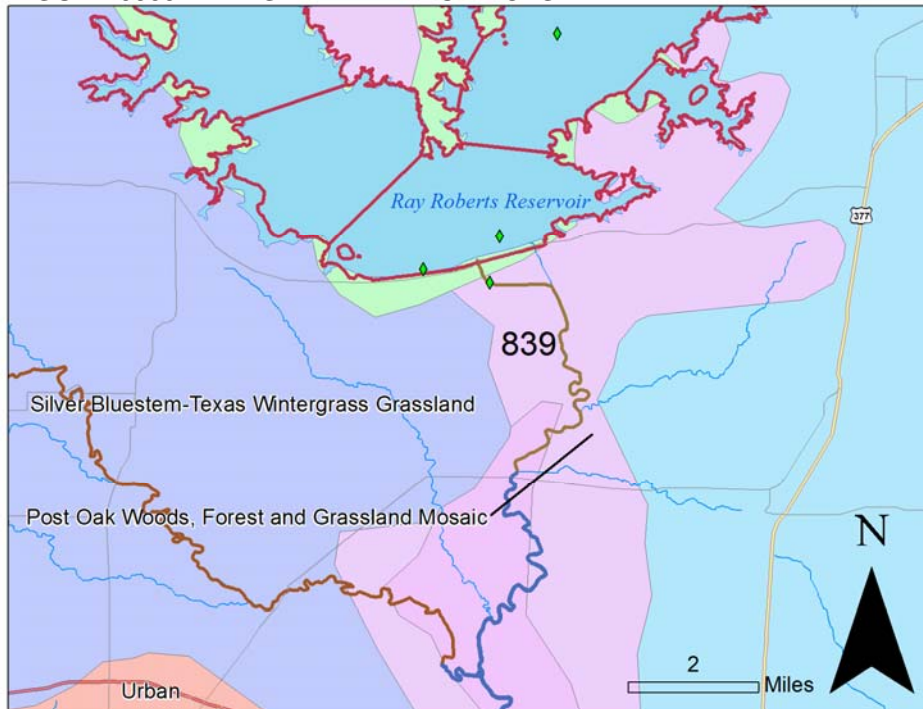 Ray Roberts Reservoir
377
839
Silver Bluestem-Texas Wintergrass Grassland
Post Oak Woods, Forest and Grassland Mosaic
N
2
Miles
Urban